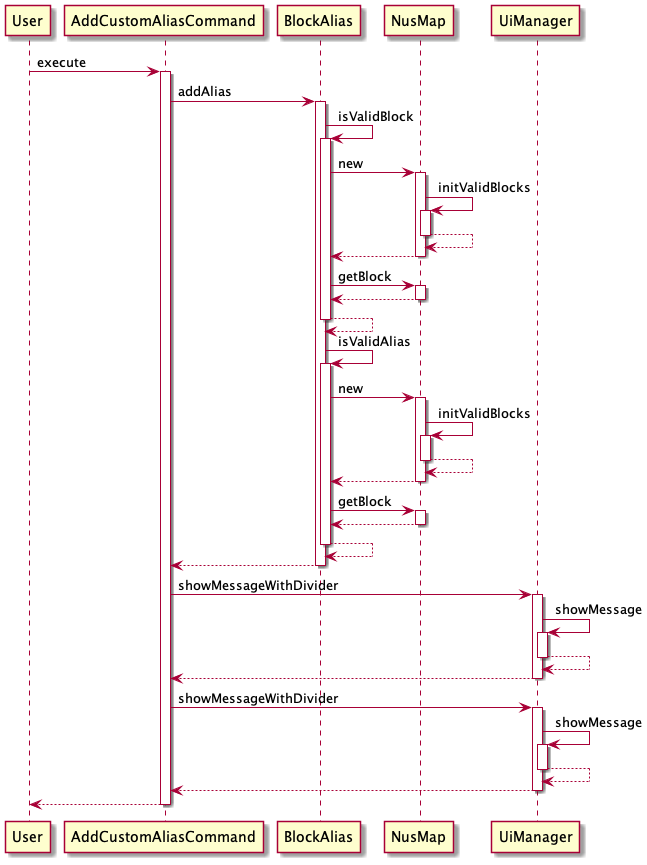 User
AddCustomAliasCommand
BlockAlias
NusMap
UiManager
execute
addAlias
isValidBlock
new
initValidBlocks
getBlock
isValidAlias
new
initValidBlocks
getBlock
showMessageWithDivider
showMessage
showMessageWithDivider
showMessage
User
AddCustomAliasCommand
BlockAlias
NusMap
UiManager